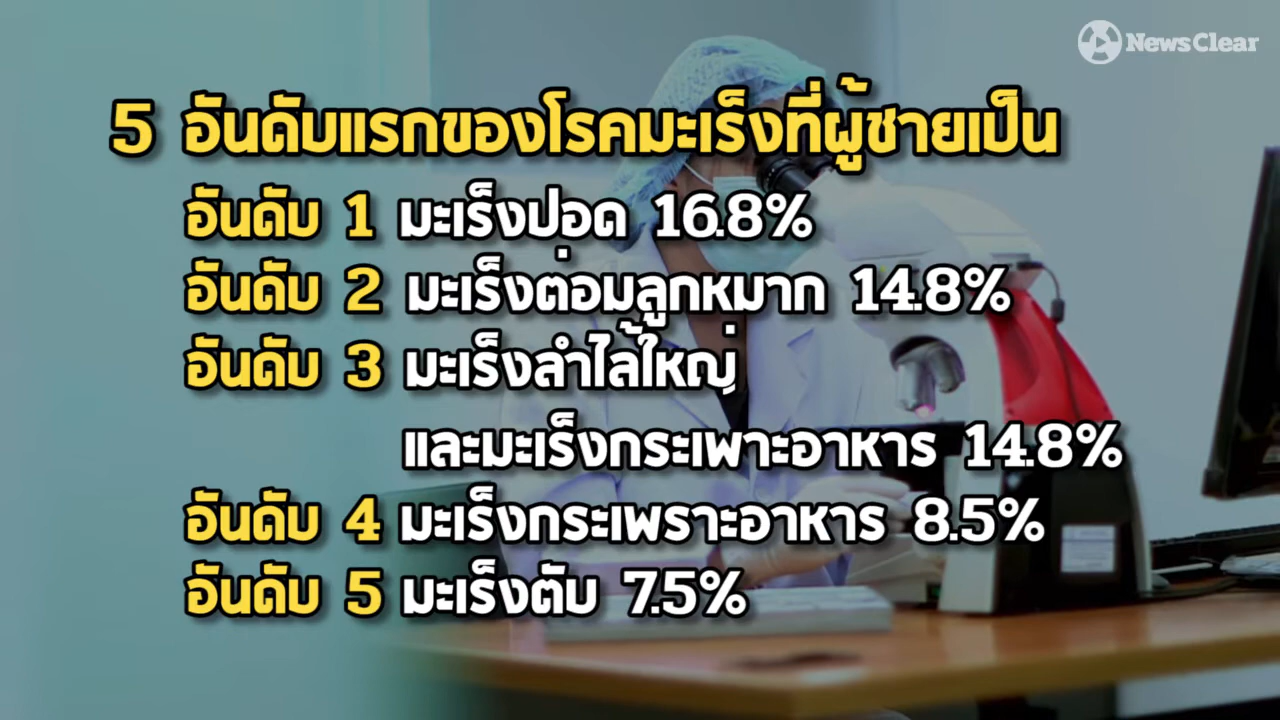 NewsClear
5 อันดับแรกของโรคมะเร็งที่ผู้ชายเป็น
อันดับ 1 มะเร็งปอด 16.8%
อันดับ 2 มะเร็งต่อมลูกหมาก 14.8%
อันดับ 3 มะเร็งลำไล้ใหญ่
และมะเร็งกระเพาะอาหาร 14.8%
อันดับ 4 มะเร็งกระเพราะอาหาร 8.5%
อันดับ 5 มะเร็งตับ 7.5%